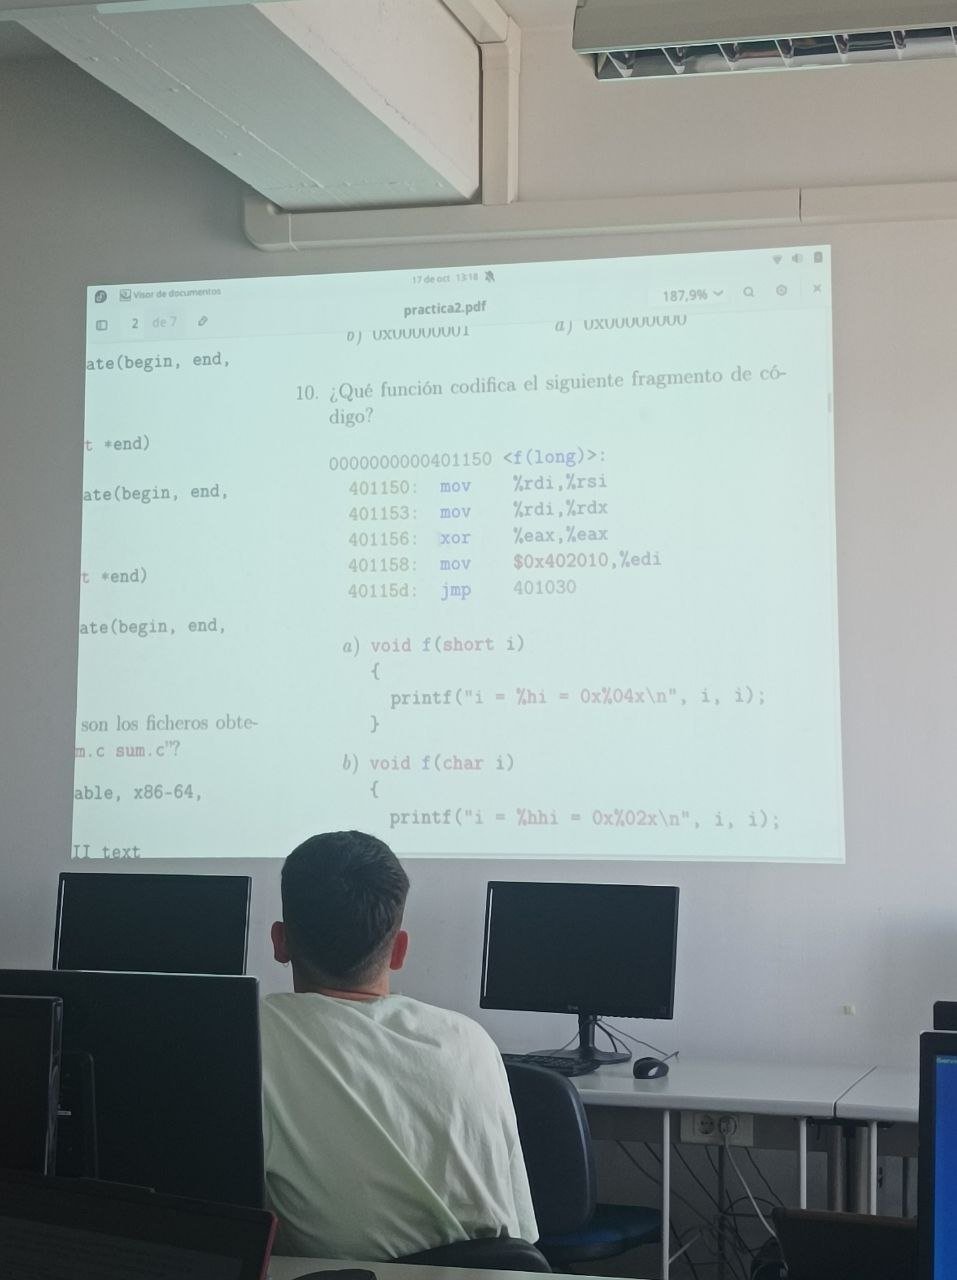 Visor de documentos
17 de oct 13:18
practica2.pdf
2 de 7
187,9%
ate(begin, end,
t *end)
ate(begin, end,
t *end)
ate(begin, end,
son los ficheros obte-
m.c sum.c"?
able, x86-64,
II text
b) 0x00000001
a) 0x00000000
10. ¿Qué función codifica el siguiente fragmento de có-
digo?
0000000000401150 <f(long)>:
401150: mov %rdi,%rsi
401153: mov %rdi,%rdx
401156: xor %eax,%eax
401158: mov $0x402010,%edi
40115d: jmp 401030
a) void f(short i)
{
printf("i = %hi = 0x%04x\n", i, i);
}
b) void f(char i)
{
printf("i = %hhi = 0x%02x\n", i, i);